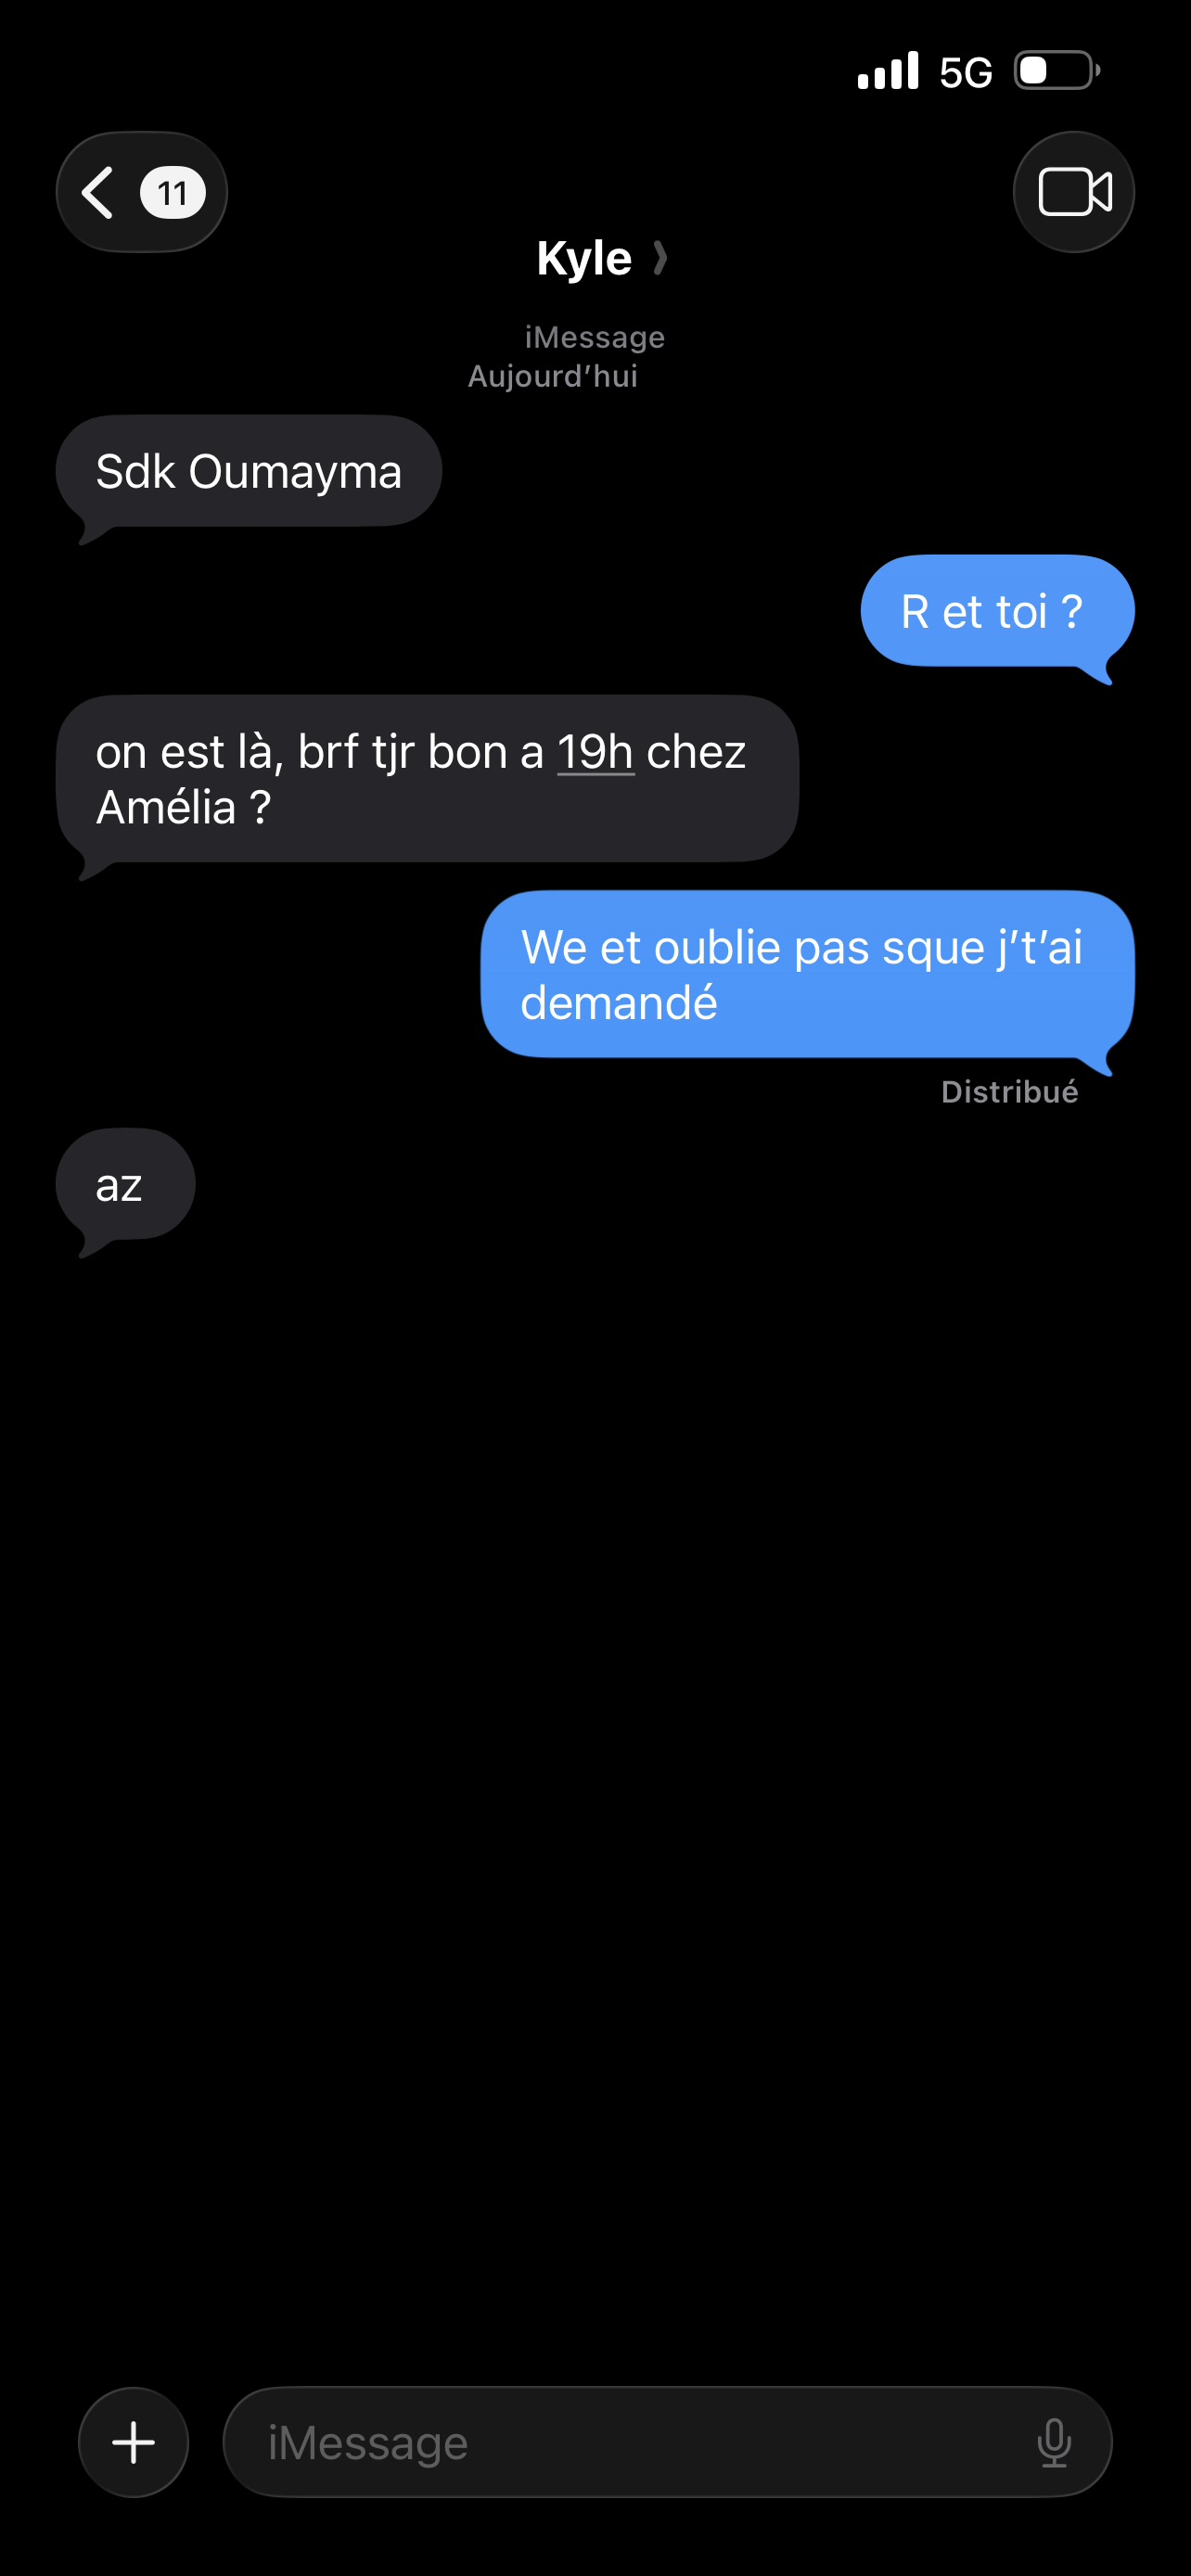 5G
11
Kyle
iMessage
Aujourd’hui
Sdk Oumayma
R et toi ?
on est là, brf tjr bon a 19h chez
Amélia ?
We et oublie pas sque j’t’ai
demandé
Distribué
az
iMessage